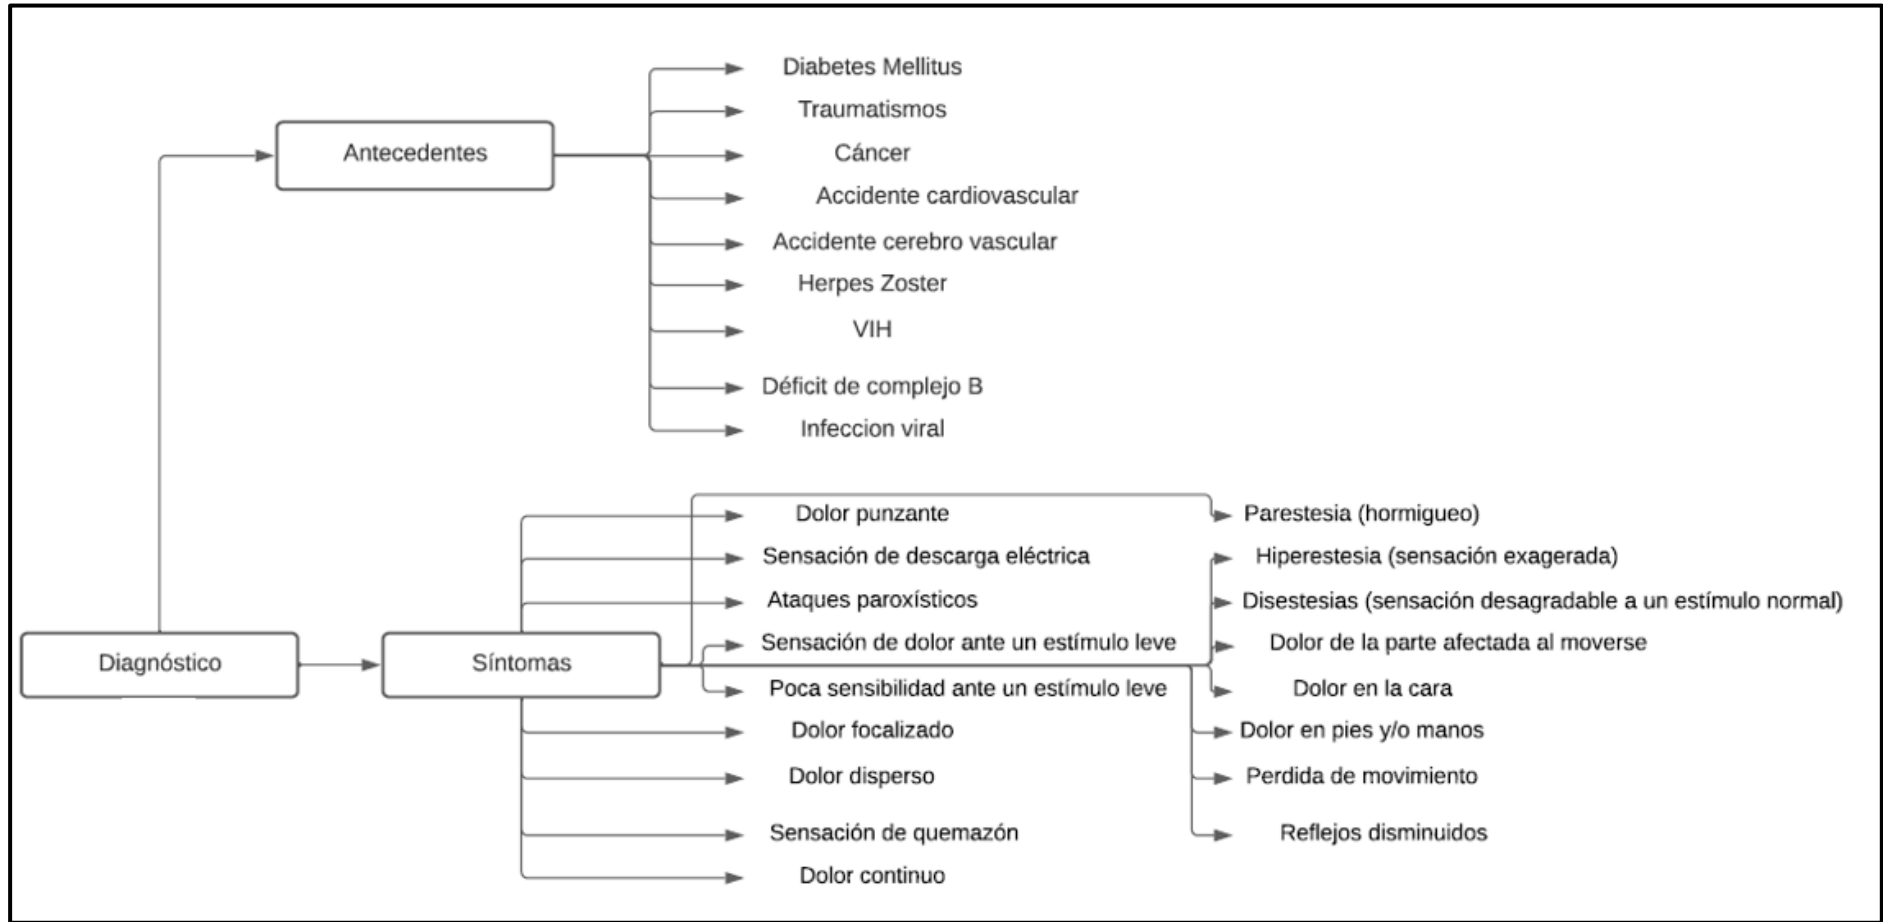 Diabetes Mellitus
Traumatismos
Antecedentes
Cáncer
Accidente cardiovascular
Accidente cerebro vascular
Herpes Zoster
VIH
Déficit de complejo B
Infeccion viral
Diagnóstico
Síntomas
Dolor punzante
Sensación de descarga eléctrica
Ataques paroxísticos
Sensación de dolor ante un estímulo leve
Poca sensibilidad ante un estímulo leve
Dolor focalizado
Dolor disperso
Sensación de quemazón
Dolor continuo
Parestesia (hormigueo)
Hiperestesia (sensación exagerada)
Disestesias (sensación desagradable a un estímulo normal)
Dolor de la parte afectada al moverse
Dolor en la cara
Dolor en pies y/o manos
Perdida de movimiento
Reflejos disminuidos